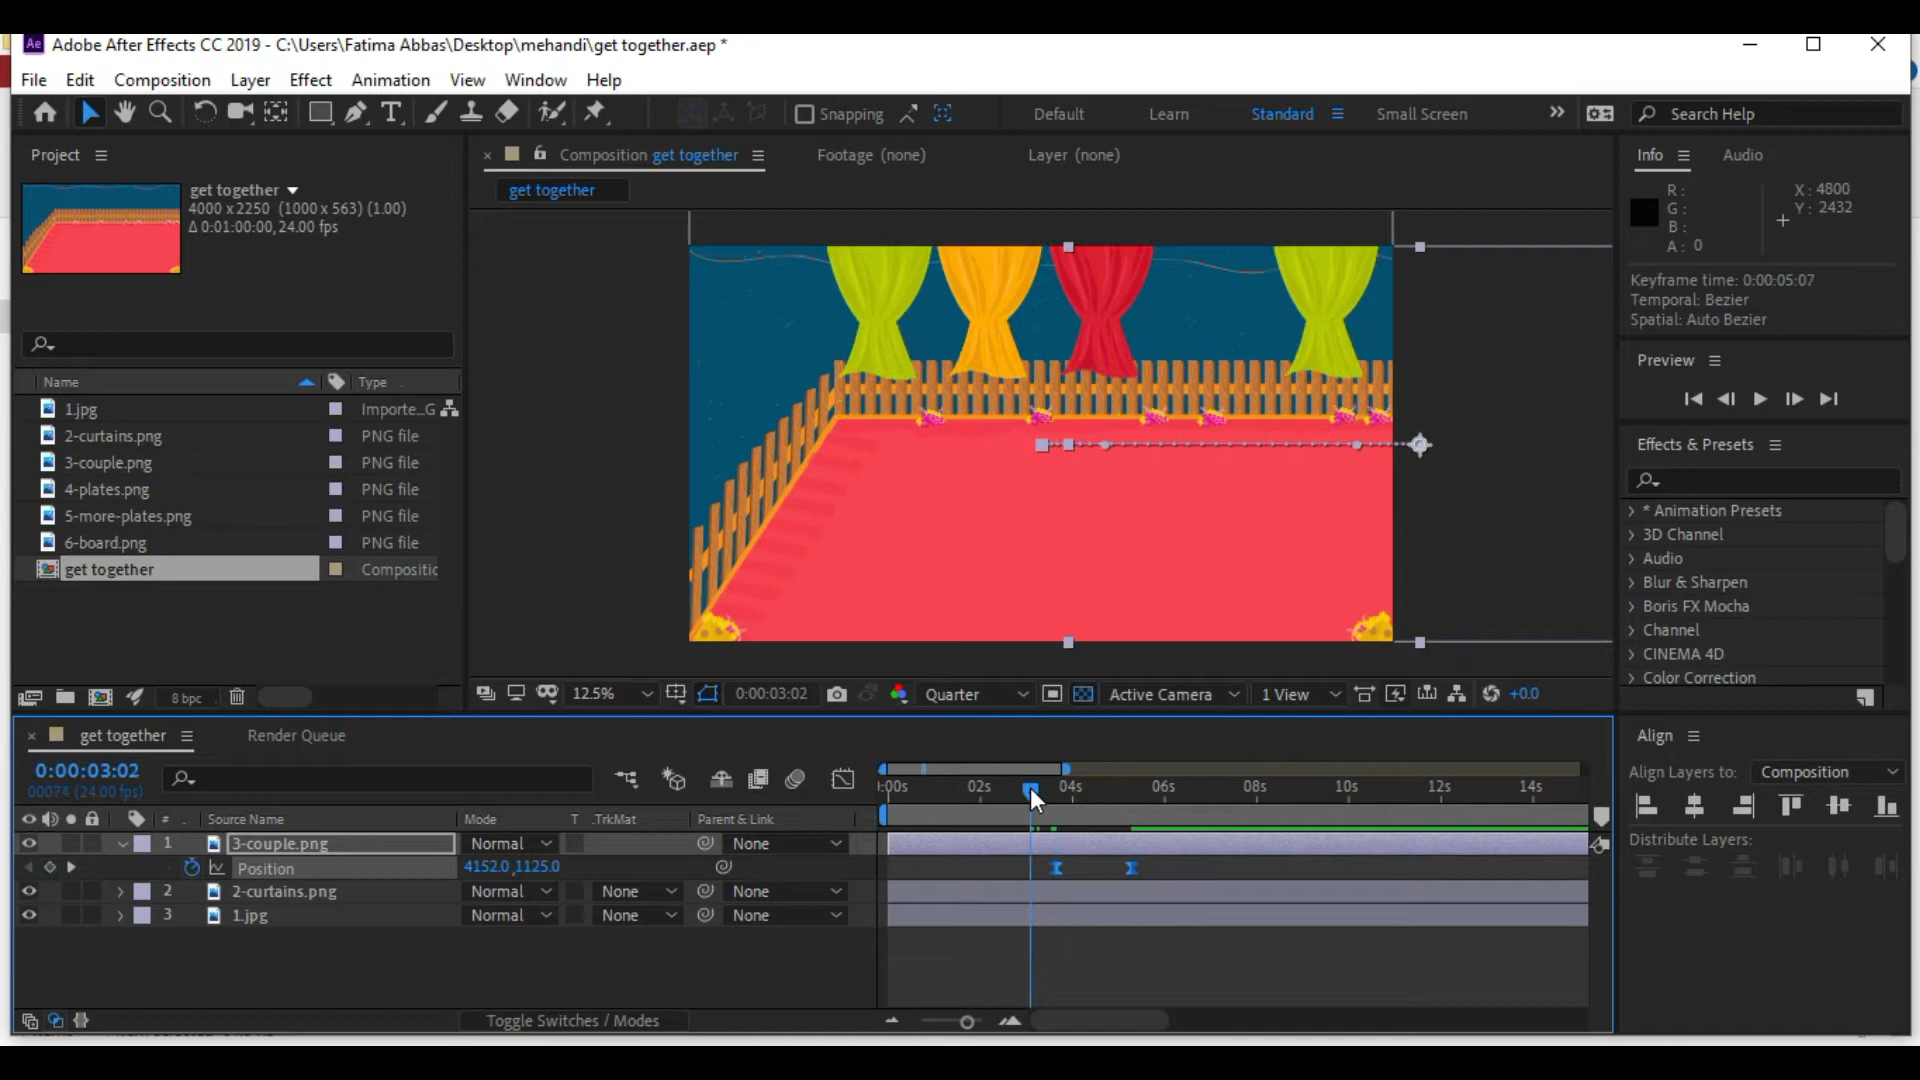 Ae Adobe After Effects CC 2019 - C:\Users\Fatima Abbas\Desktop\mehandi\get together.aep *
File Edit Composition Layer Effect Animation View Window Help
Snapping Default Learn Standard Small Screen Search Help
Project
get together
4000 x 2250 (1000 x 563) (1.00)
Δ 0:01:00:00, 24.00 fps
Name Type
1.jpg Importe...G
2-curtains.png PNG file
3-couple.png PNG file
4-plates.png PNG file
5-more-plates.png PNG file
6-board.png PNG file
get together Compositic
8 bpc
Composition get together Footage (none) Layer (none)
get together
12.5% 0:00:03:02 Quarter Active Camera 1 View +0.0
Info Audio
R:
G:
B:
A: 0
X: 4800
Y: 2432
Keyframe time: 0:00:05:07
Temporal: Bezier
Spatial: Auto Bezier
Preview
Effects & Presets
* Animation Presets
3D Channel
Audio
Blur & Sharpen
Boris FX Mocha
Channel
CINEMA 4D
Color Correction
get together Render Queue
0:00:03:02
(24.00 fps)
:00s 02s 04s 06s 08s 10s 12s 14s
# Source Name Mode T .TrkMat Parent & Link
1 3-couple.png Normal None
Position 4152.0,1125.0
2 2-curtains.png Normal None None
3 1.jpg Normal None None
Toggle Switches / Modes
Align
Align Layers to: Composition
Distribute Layers: